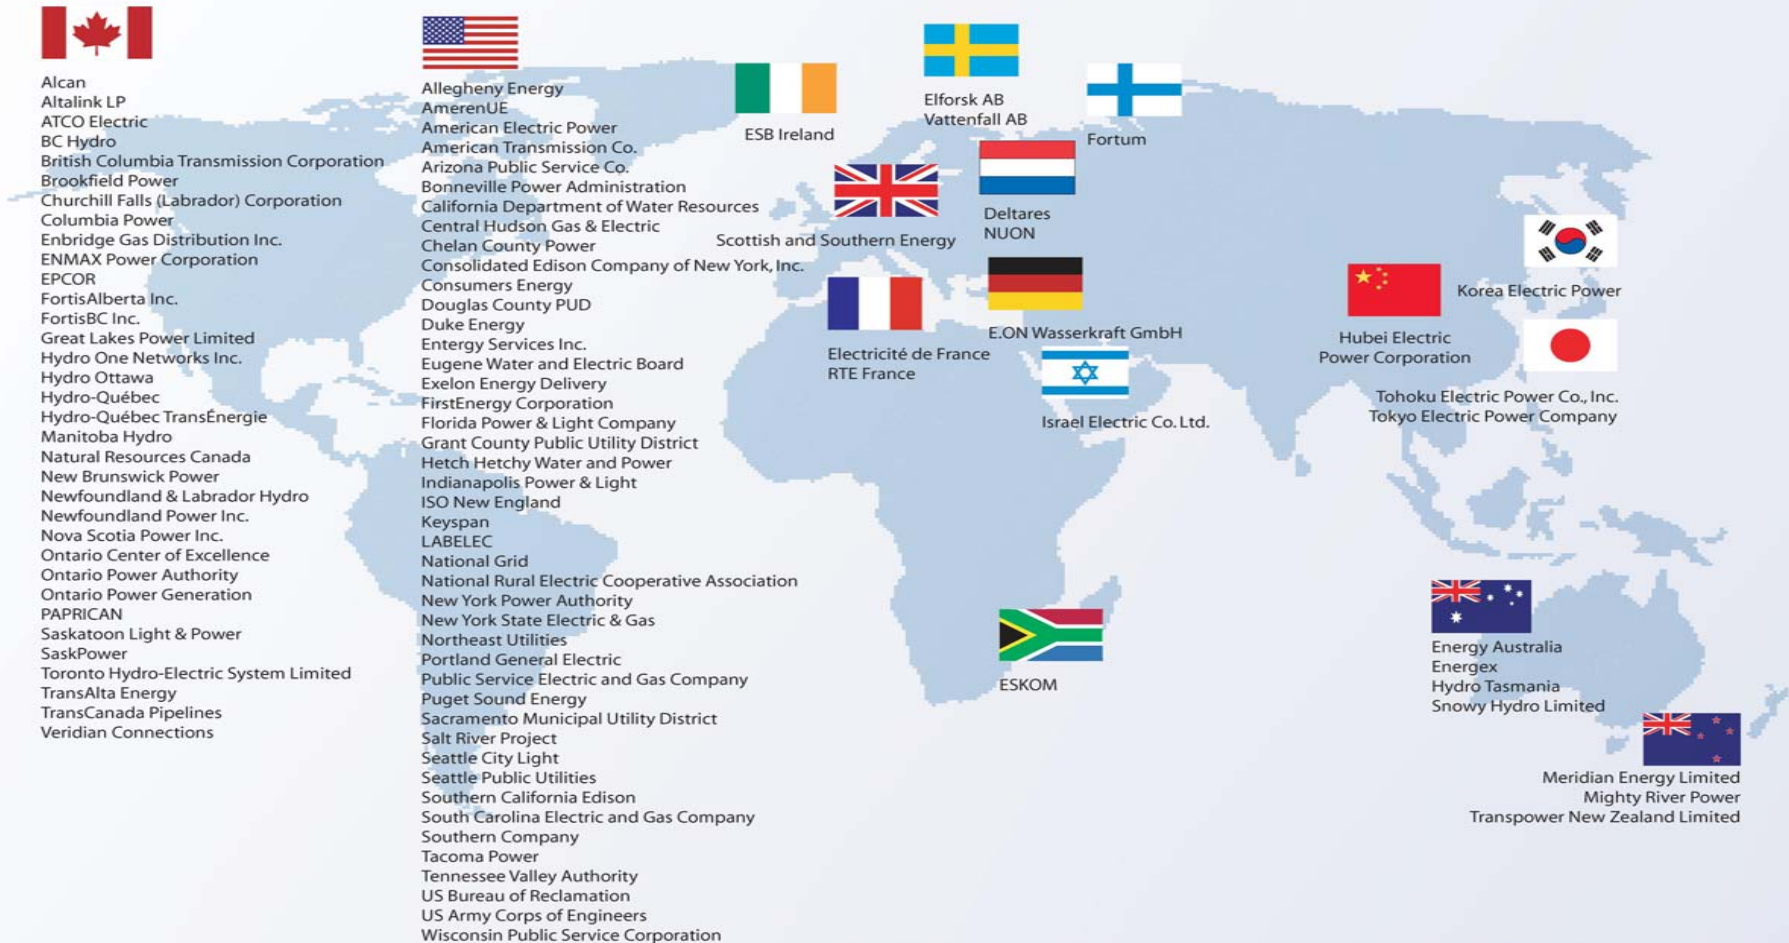 Alcan
Altalink LP
ATCO Electric
BC Hydro
British Columbia Transmission Corporation
Brookfield Power
Churchill Falls (Labrador) Corporation
Columbia Power
Enbridge Gas Distribution Inc.
ENMAX Power Corporation
EPCOR
FortisAlberta Inc.
FortisBC Inc.
Great Lakes Power Limited
Hydro One Networks Inc.
Hydro Ottawa
Hydro-Québec
Hydro-Québec TransÉnergie
Manitoba Hydro
Natural Resources Canada
New Brunswick Power
Newfoundland & Labrador Hydro
Newfoundland Power Inc.
Nova Scotia Power Inc.
Ontario Center of Excellence
Ontario Power Authority
Ontario Power Generation
PAPRICAN
Saskatoon Light & Power
SaskPower
Toronto Hydro-Electric System Limited
TransAlta Energy
TransCanada Pipelines
Veridian Connections
Allegheny Energy
AmerenUE
American Electric Power
American Transmission Co.
Arizona Public Service Co.
Bonneville Power Administration
California Department of Water Resources
Central Hudson Gas & Electric
Chelan County Power
Consolidated Edison Company of New York, Inc.
Consumers Energy
Douglas County PUD
Duke Energy
Entergy Services Inc.
Eugene Water and Electric Board
Exelon Energy Delivery
FirstEnergy Corporation
Florida Power & Light Company
Grant County Public Utility District
Hetch Hetchy Water and Power
Indianapolis Power & Light
ISO New England
Keyspan
LABELEC
National Grid
National Rural Electric Cooperative Association
New York Power Authority
New York State Electric & Gas
Northeast Utilities
Portland General Electric
Public Service Electric and Gas Company
Puget Sound Energy
Sacramento Municipal Utility District
Salt River Project
Seattle City Light
Seattle Public Utilities
Southern California Edison
South Carolina Electric and Gas Company
Southern Company
Tacoma Power
Tennessee Valley Authority
US Bureau of Reclamation
US Army Corps of Engineers
Wisconsin Public Service Corporation
ESB Ireland
Elforsk AB
Vattenfall AB
Fortum
Scottish and Southern Energy
Deltares
NUON
Electricité de France
RTE France
E.ON Wasserkraft GmbH
Israel Electric Co. Ltd.
ESKOM
Hubei Electric
Power Corporation
Korea Electric Power
Tohoku Electric Power Co., Inc.
Tokyo Electric Power Company
Energy Australia
Energex
Hydro Tasmania
Snowy Hydro Limited
Meridian Energy Limited
Mighty River Power
Transpower New Zealand Limited